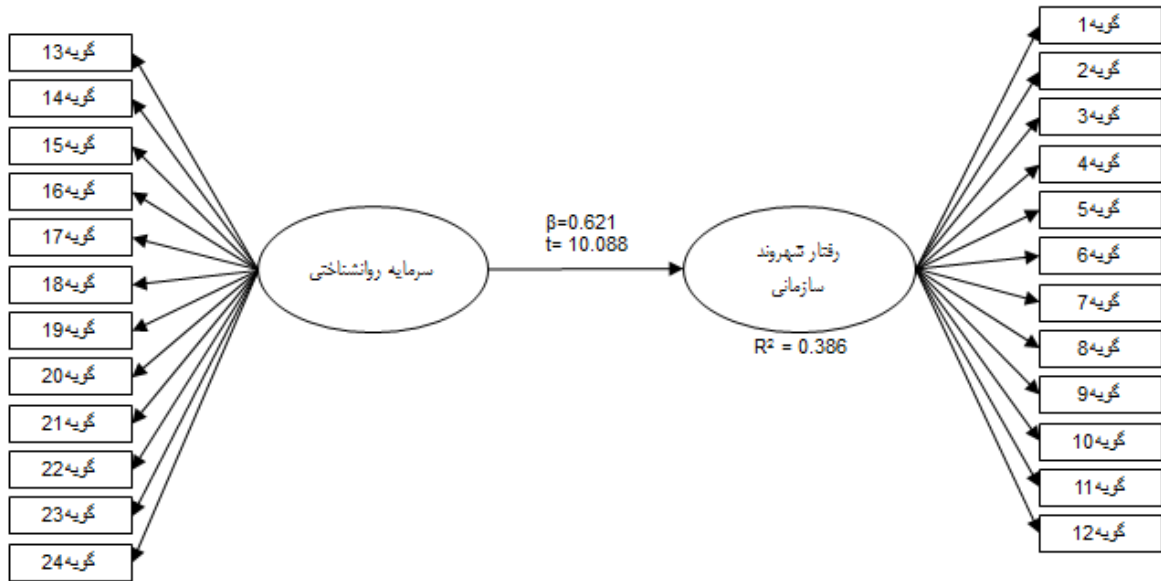 گویه13
گویه14
گویه15
گویه16
گویه17
گویه18
گویه19
گویه20
گویه21
گویه22
گویه23
گویه24
سرمایه روانشناختی
β=0.621
t= 10.088
رفتار شهروند
سازمانی
R² = 0.386
گویه1
گویه2
گویه3
گویه4
گویه5
گویه6
گویه7
گویه8
گویه9
گویه10
گویه11
گویه12